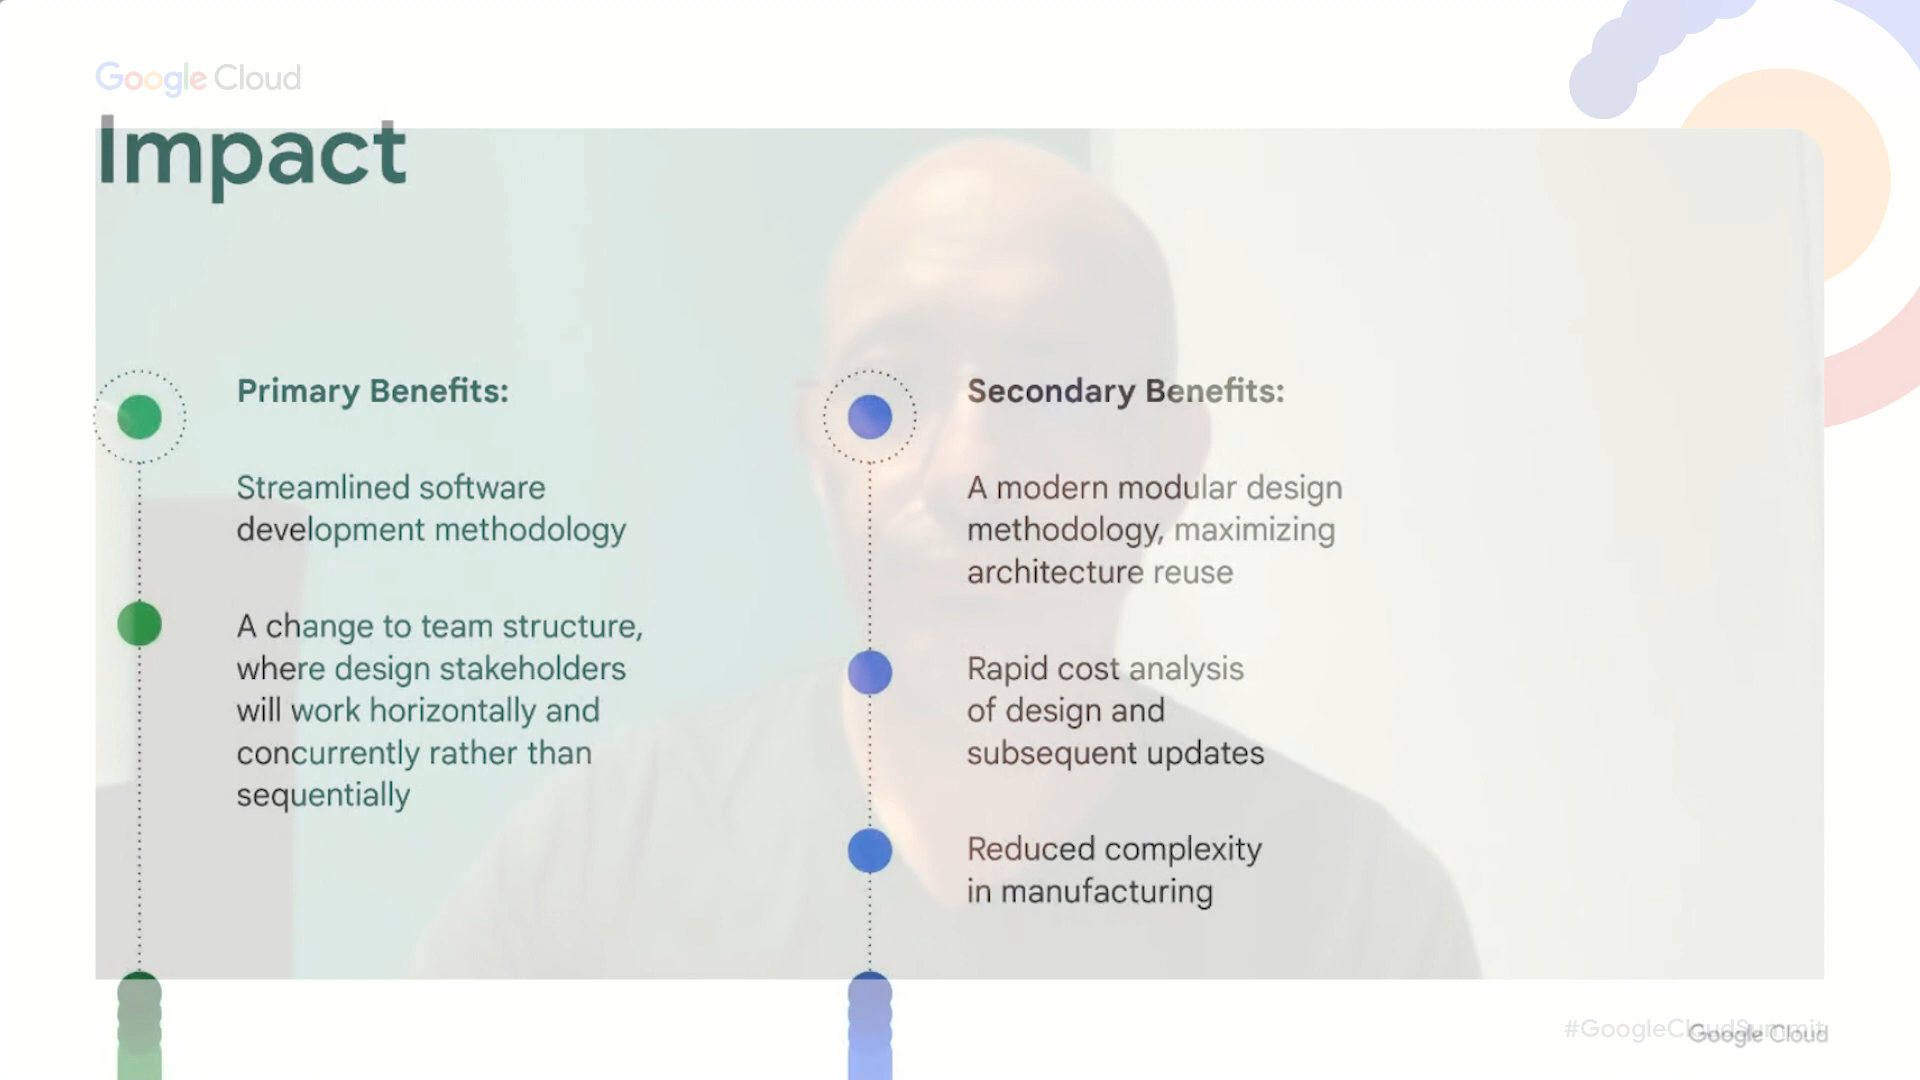 Google Cloud
Impact
Primary Benefits:
Streamlined software
development methodology
A change to team structure,
where design stakeholders
will work horizontally and
concurrently rather than
sequentially
Secondary Benefits:
A modern modular design
methodology, maximizing
architecture reuse
Rapid cost analysis
of design and
subsequent updates
Reduced complexity
in manufacturing
#GoogleCloudSummit
Google Cloud